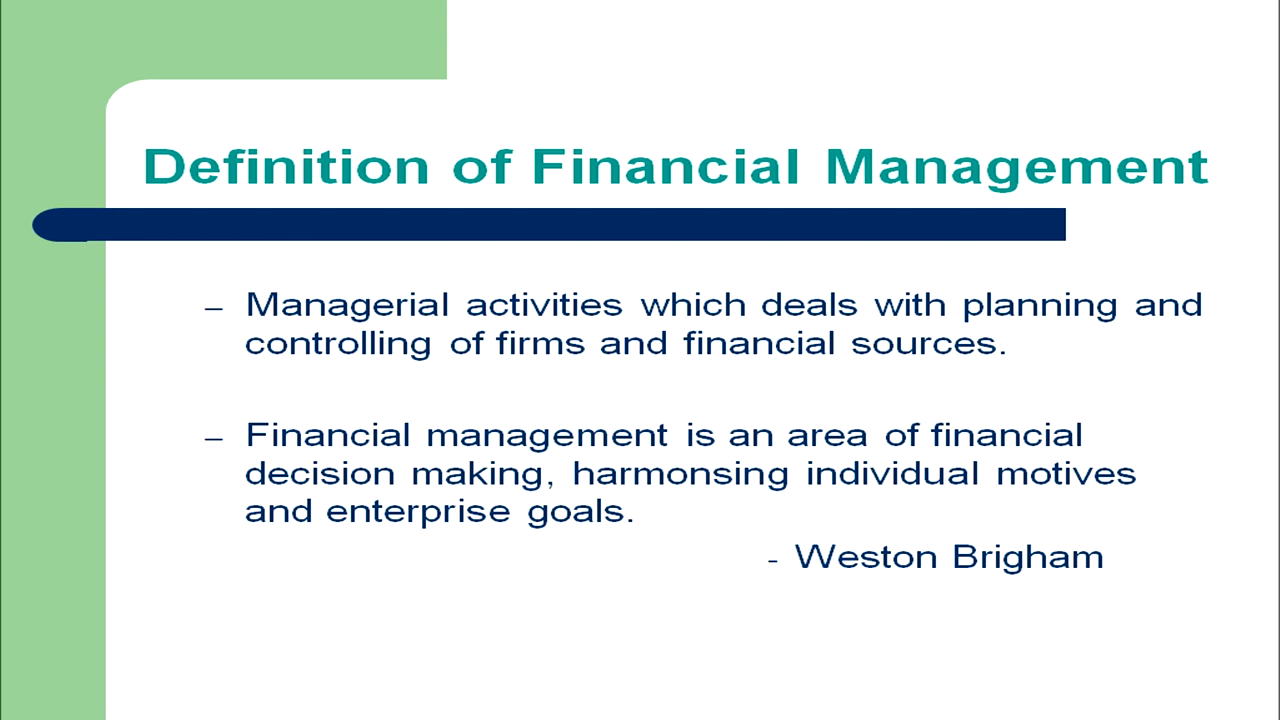 Definition of Financial Management
– Managerial activities which deals with planning and
controlling of firms and financial sources.
– Financial management is an area of financial
decision making, harmonsing individual motives
and enterprise goals.
- Weston Brigham